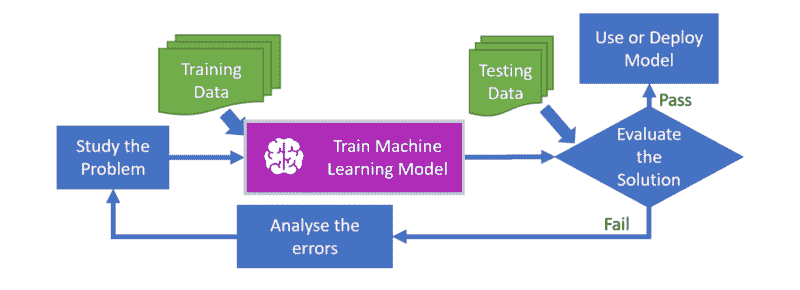 Training
Data
Testing
Data
Use or Deploy
Model
Pass
Study the
Problem
Train Machine
Learning Model
Evaluate
the
Solution
Fail
Analyse the
errors